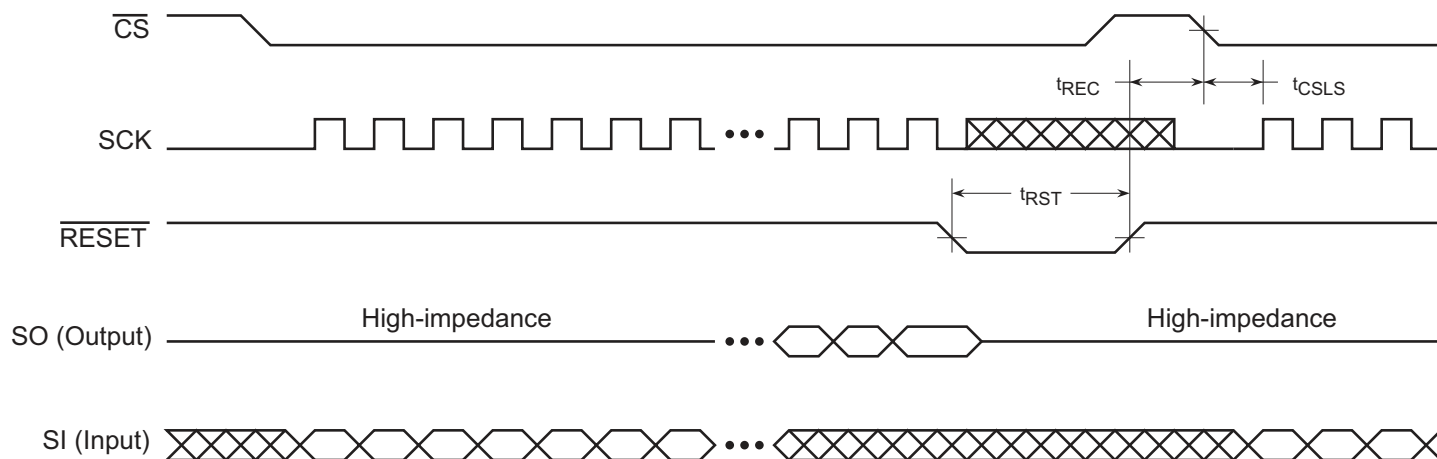 CS
tREC
tCSLS
SCK
tRST
RESET
High-impedance
High-impedance
SO (Output)
SI (Input)